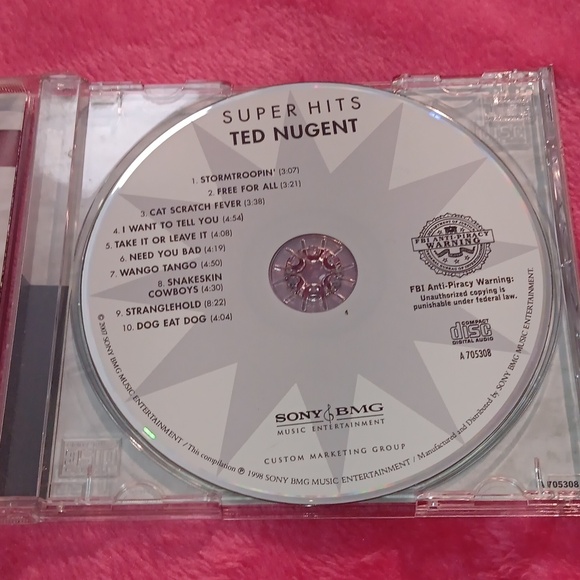 SUPER HITS
TED NUGENT
1. STORMTROOPIN' (3:07)
2. FREE FOR ALL (3:21)
3. CAT SCRATCH FEVER (3:38)
4. I WANT TO TELL YOU (4:54)
5. TAKE IT OR LEAVE IT (4:08)
6. NEED YOU BAD (4:19)
7. WANGO TANGO (4:50)
8. SNAKESKIN
COWBOYS (4:30)
9. STRANGLEHOLD (8:22)
10. DOG EAT DOG (4:04)
FBI ANTI-PIRACY
WARNING
FBI Anti-Piracy Warning:
Unauthorized copying is
punishable under federal law.
COMPACT
disc
DIGITAL AUDIO
A 705308
4
SONY BMG
MUSIC ENTERTAINMENT
CUSTOM MARKETING GROUP
© 2007 SONY BMG MUSIC ENTERTAINMENT / This compilation ℗ 1998 SONY BMG MUSIC ENTERTAINMENT / Manufactured and Distributed by SONY BMG MUSIC ENTERTAINMENT
A 705308